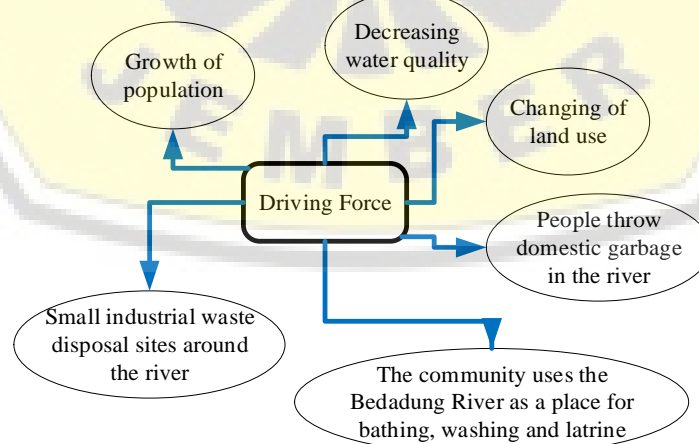 Decreasing
water quality
Growth of
population
Changing of
land use
Driving Force
People throw
domestic garbage
in the river
Small industrial waste
disposal sites around
the river
The community uses the
Bedadung River as a place for
bathing, washing and latrine
JEMBER